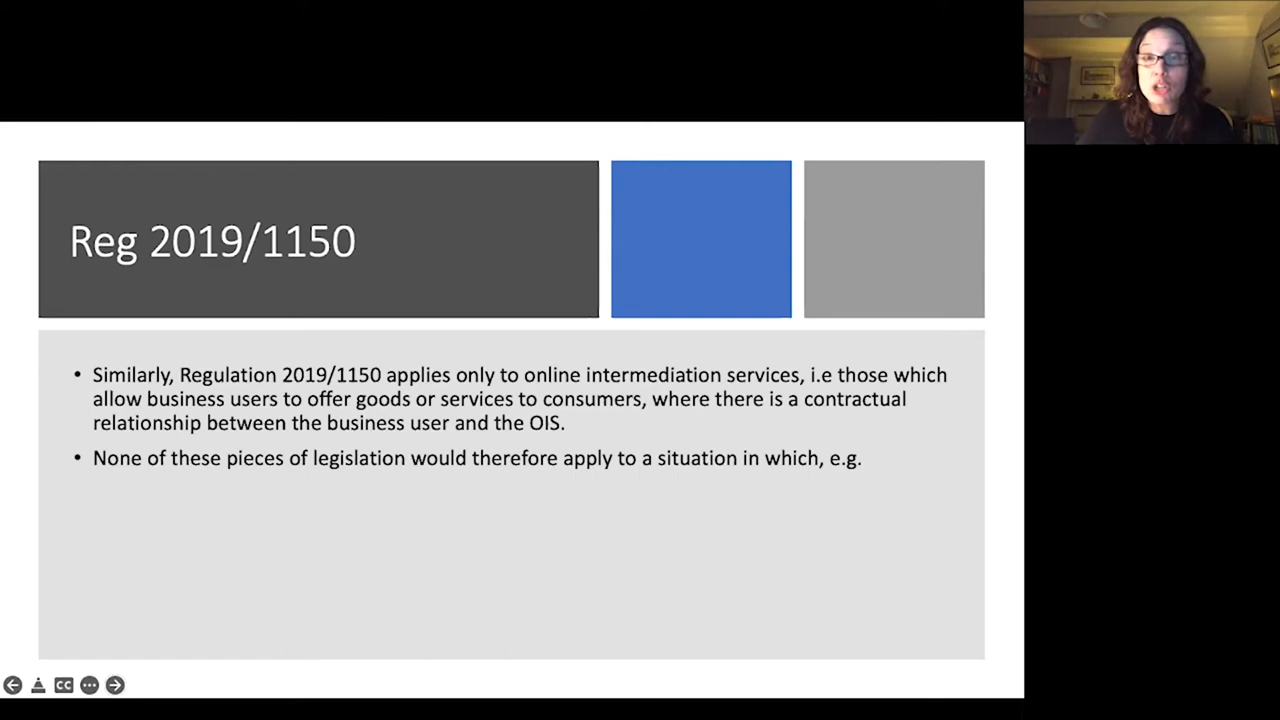 Reg 2019/1150
• Similarly, Regulation 2019/1150 applies only to online intermediation services, i.e those which
allow business users to offer goods or services to consumers, where there is a contractual
relationship between the business user and the OIS.
• None of these pieces of legislation would therefore apply to a situation in which, e.g.
CC